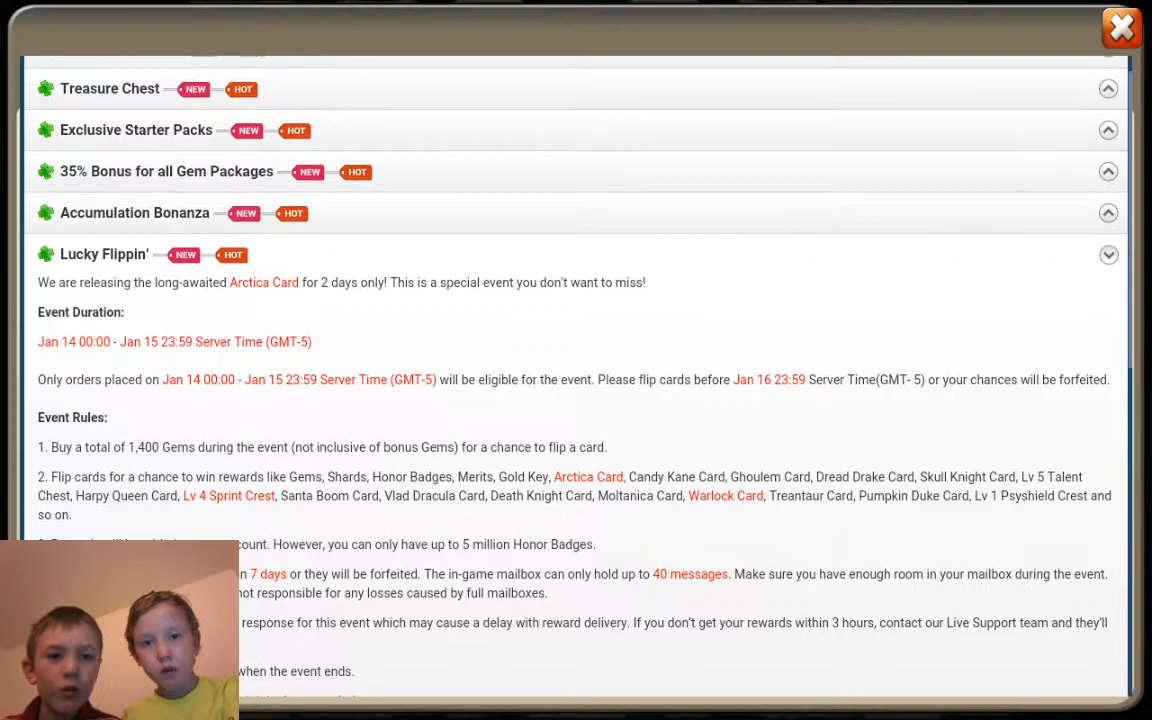 Treasure Chest NEW HOT
Exclusive Starter Packs NEW HOT
35% Bonus for all Gem Packages NEW HOT
Accumulation Bonanza NEW HOT
Lucky Flippin’ NEW HOT
We are releasing the long-awaited Arctica Card for 2 days only! This is a special event you don't want to miss!
Event Duration:
Jan 14 00:00 - Jan 15 23:59 Server Time (GMT-5)
Only orders placed on Jan 14 00:00 - Jan 15 23:59 Server Time (GMT-5) will be eligible for the event. Please flip cards before Jan 16 23:59 Server Time(GMT- 5) or your chances will be forfeited.
Event Rules:
1. Buy a total of 1,400 Gems during the event (not inclusive of bonus Gems) for a chance to flip a card.
2. Flip cards for a chance to win rewards like Gems, Shards, Honor Badges, Merits, Gold Key, Arctica Card, Candy Kane Card, Ghoulem Card, Dread Drake Card, Skull Knight Card, Lv 5 Talent
Chest, Harpy Queen Card, Lv 4 Sprint Crest, Santa Boom Card, Vlad Dracula Card, Death Knight Card, Moltanica Card, Warlock Card, Treantaur Card, Pumpkin Duke Card, Lv 1 Psyshield Crest and
so on.
count. However, you can only have up to 5 million Honor Badges.
n 7 days or they will be forfeited. The in-game mailbox can only hold up to 40 messages. Make sure you have enough room in your mailbox during the event.
not responsible for any losses caused by full mailboxes.
response for this event which may cause a delay with reward delivery. If you don’t get your rewards within 3 hours, contact our Live Support team and they’ll
when the event ends.